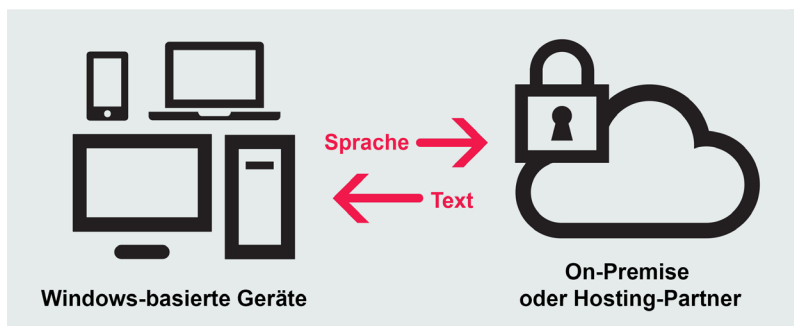 Sprache
Text
Windows-basierte Geräte
On-Premise
oder Hosting-Partner